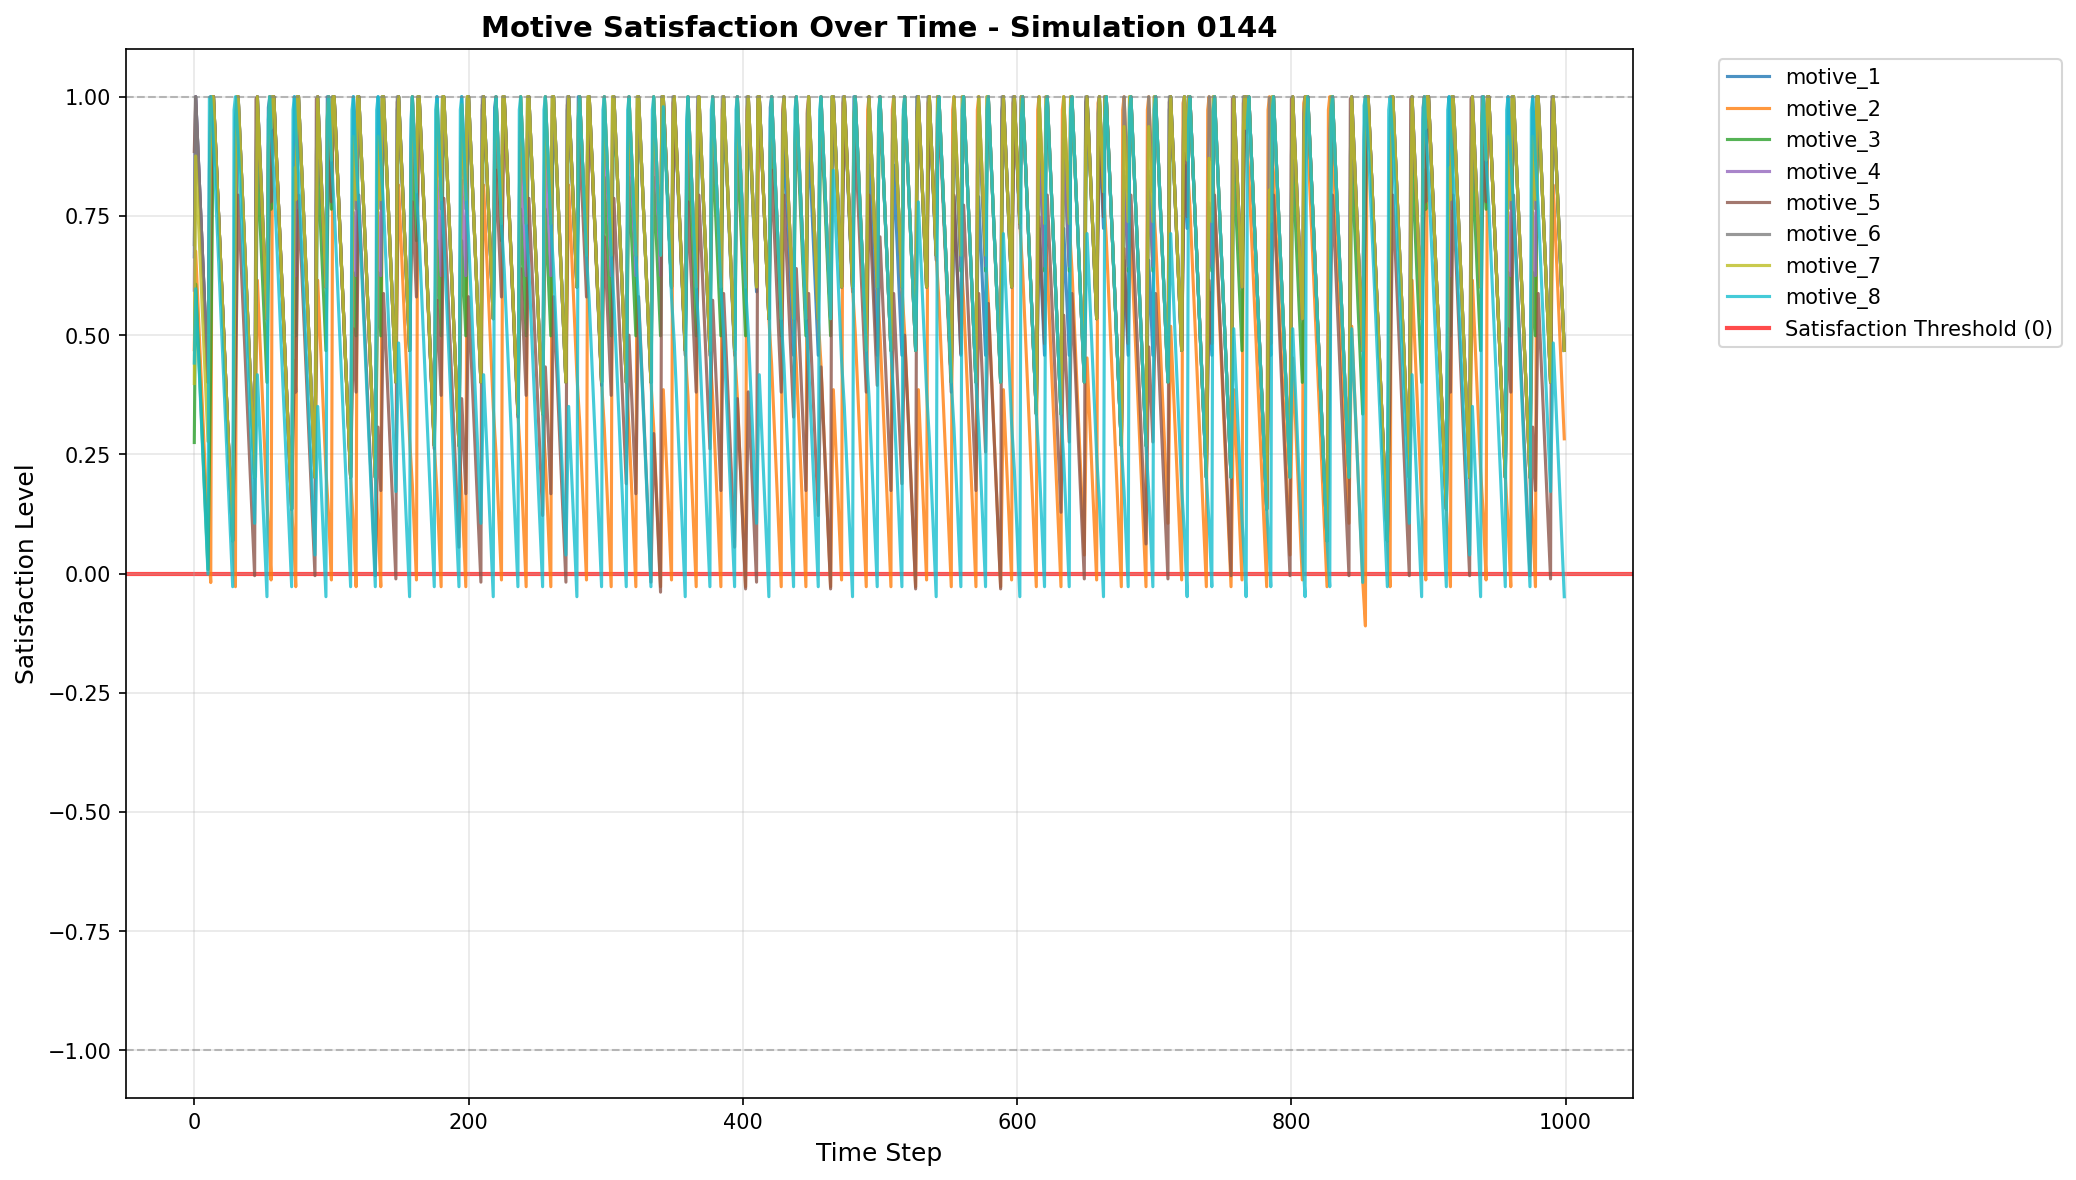 Motive Satisfaction Over Time - Simulation 0144
1.00
0.75
0.50
0.25
0.00
−0.25
−0.50
−0.75
−1.00
Satisfaction Level
0
200
400
600
800
1000
Time Step
motive_1
motive_2
motive_3
motive_4
motive_5
motive_6
motive_7
motive_8
Satisfaction Threshold (0)